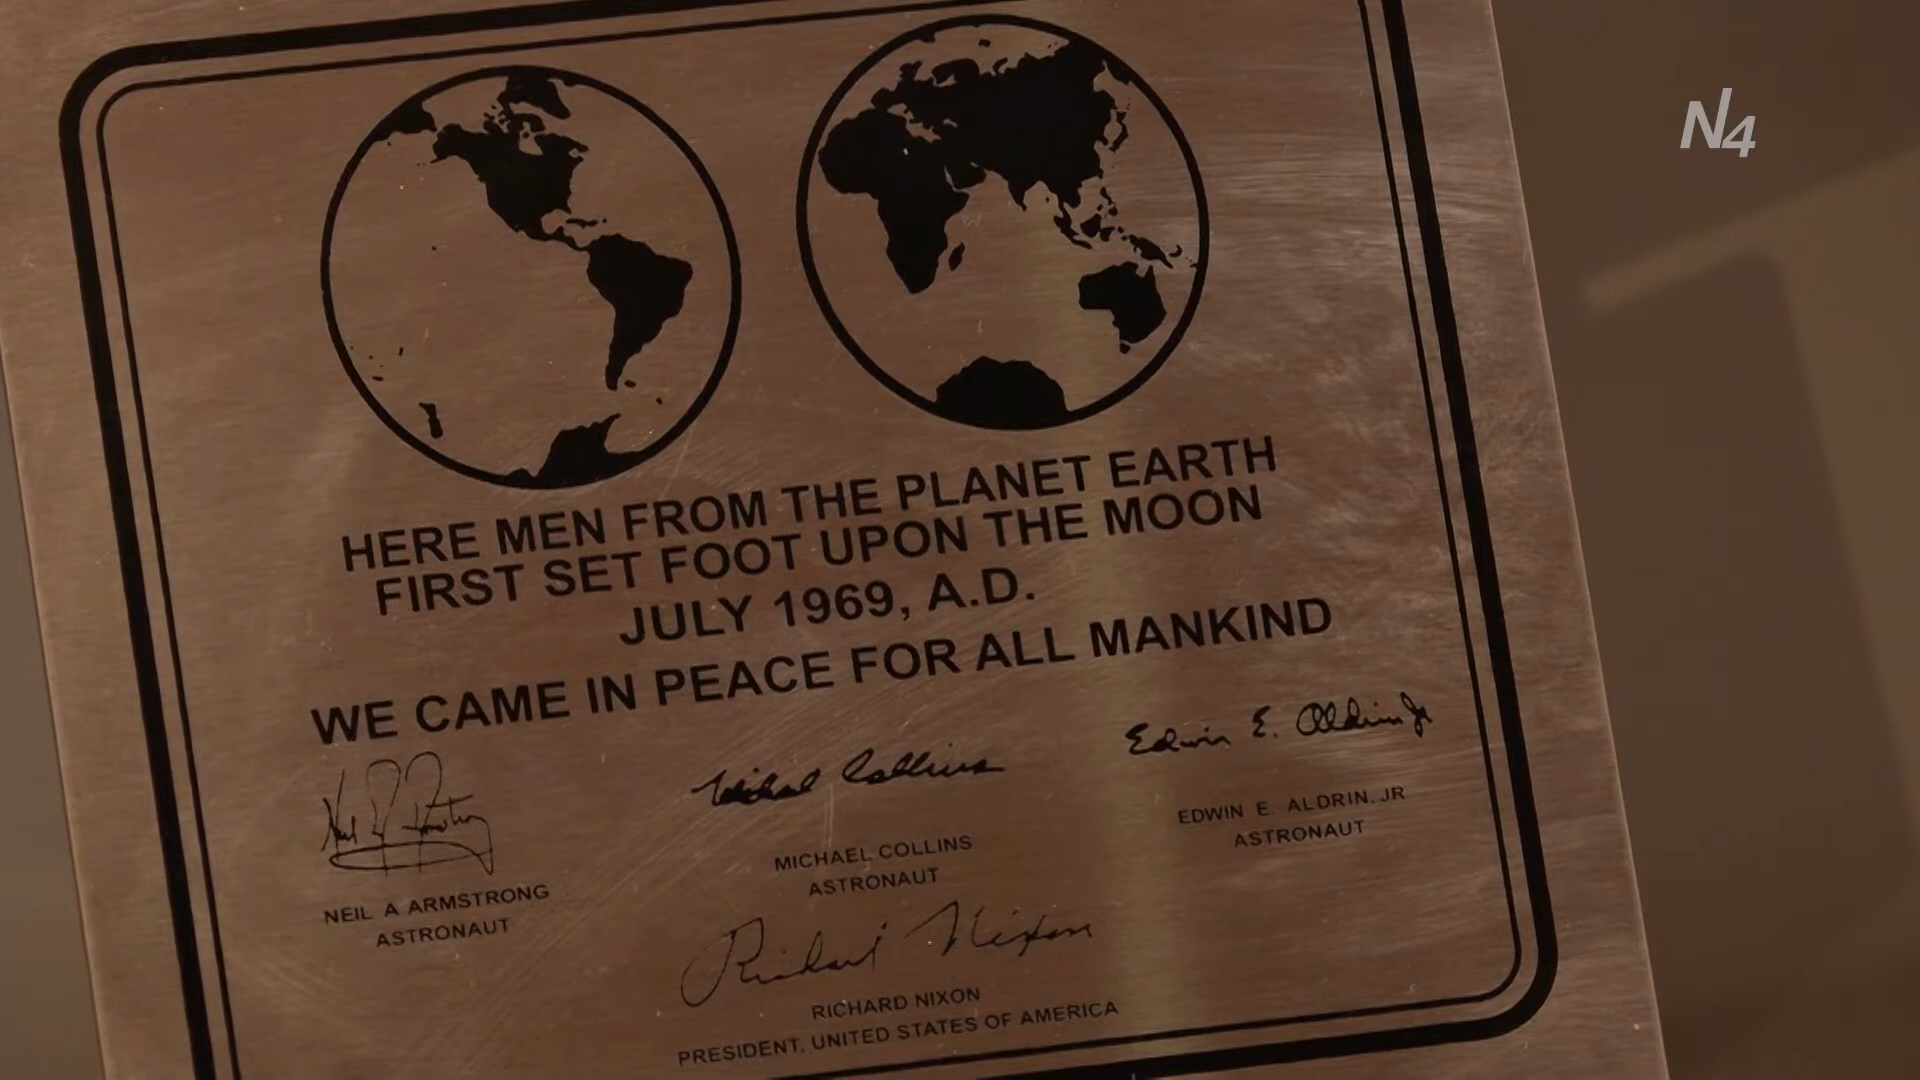 N4
HERE MEN FROM THE PLANET EARTH
FIRST SET FOOT UPON THE MOON
JULY 1969, A.D.
WE CAME IN PEACE FOR ALL MANKIND
Neil A. Armstrong
Michael Collins
Edwin E. Aldrin Jr
NEIL A ARMSTRONG
ASTRONAUT
MICHAEL COLLINS
ASTRONAUT
EDWIN E. ALDRIN, JR
ASTRONAUT
Richard Nixon
RICHARD NIXON
PRESIDENT, UNITED STATES OF AMERICA